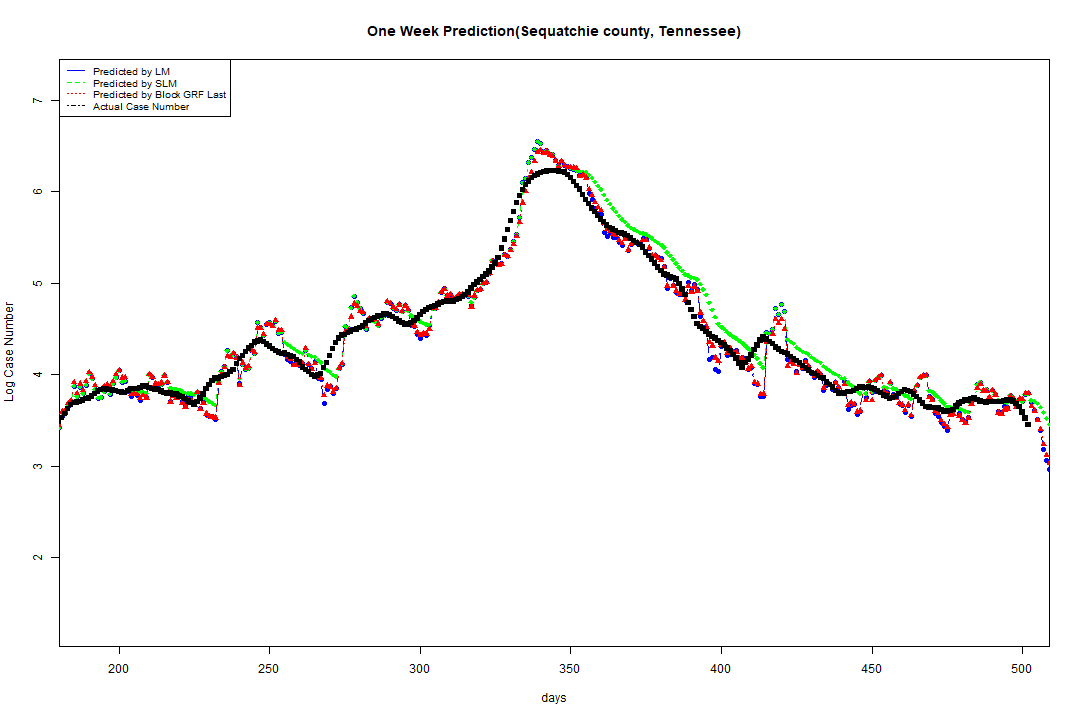 One Week Prediction(Sequatchie county, Tennessee)
Predicted by LM
Predicted by SLM
Predicted by Block GRF Last
Actual Case Number
Log Case Number
7
6
5
4
3
2
200 250 300 350 400 450 500
days